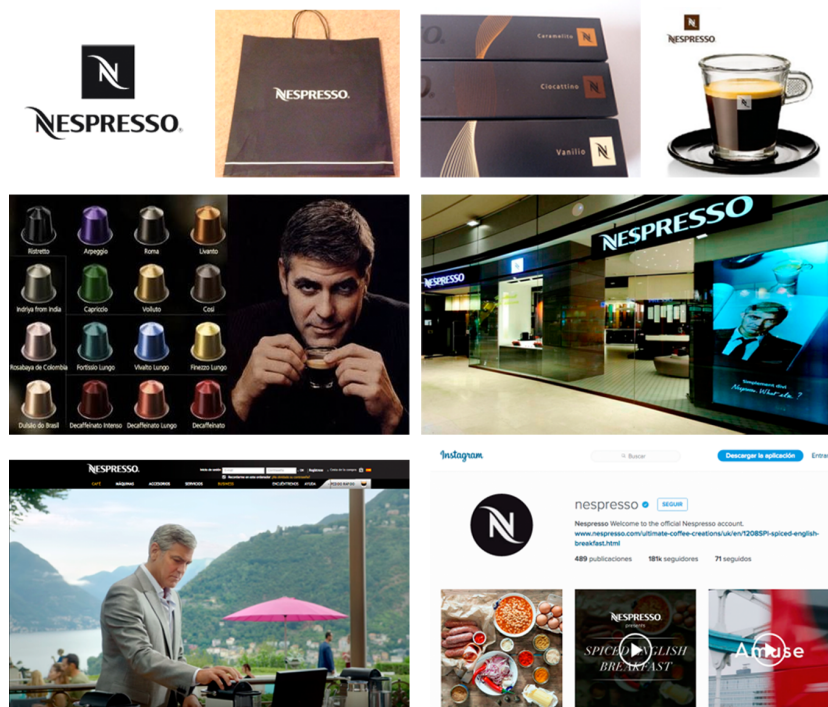 NESPRESSO®
NESPRESSO®
Caramelito
Ciocattino
Vanilio
NESPRESSO
Ristretto
Arpeggio
Roma
Livanto
Indriya from India
Capriccio
Volluto
Cosi
Rosabaya de Colombia
Fortissio Lungo
Vivalto Lungo
Finezzo Lungo
Dulsão do Brasil
Decaffeinato Intenso
Decaffeinato Lungo
Decaffeinato
NESPRESSO
NESPRESSO
Nespresso. What else?
NESPRESSO
CAFÉ
MÁQUINAS
ACCESORIOS
SERVICIOS
BUSINESS
ENCUÉNTRENOS
AYUDA
Instagram
Buscar
Descargar la aplicación
nespresso
SEGUIR
Nespresso Welcome to the official Nespresso account.
www.nespresso.com/ultimate-coffee-creations/uk/en/1208SPI-spiced-english-
breakfast.html
489 publicaciones 181k seguidores 71 seguidos
NESPRESSO
presents
SPICED ENGLISH
BREAKFAST
Amuse